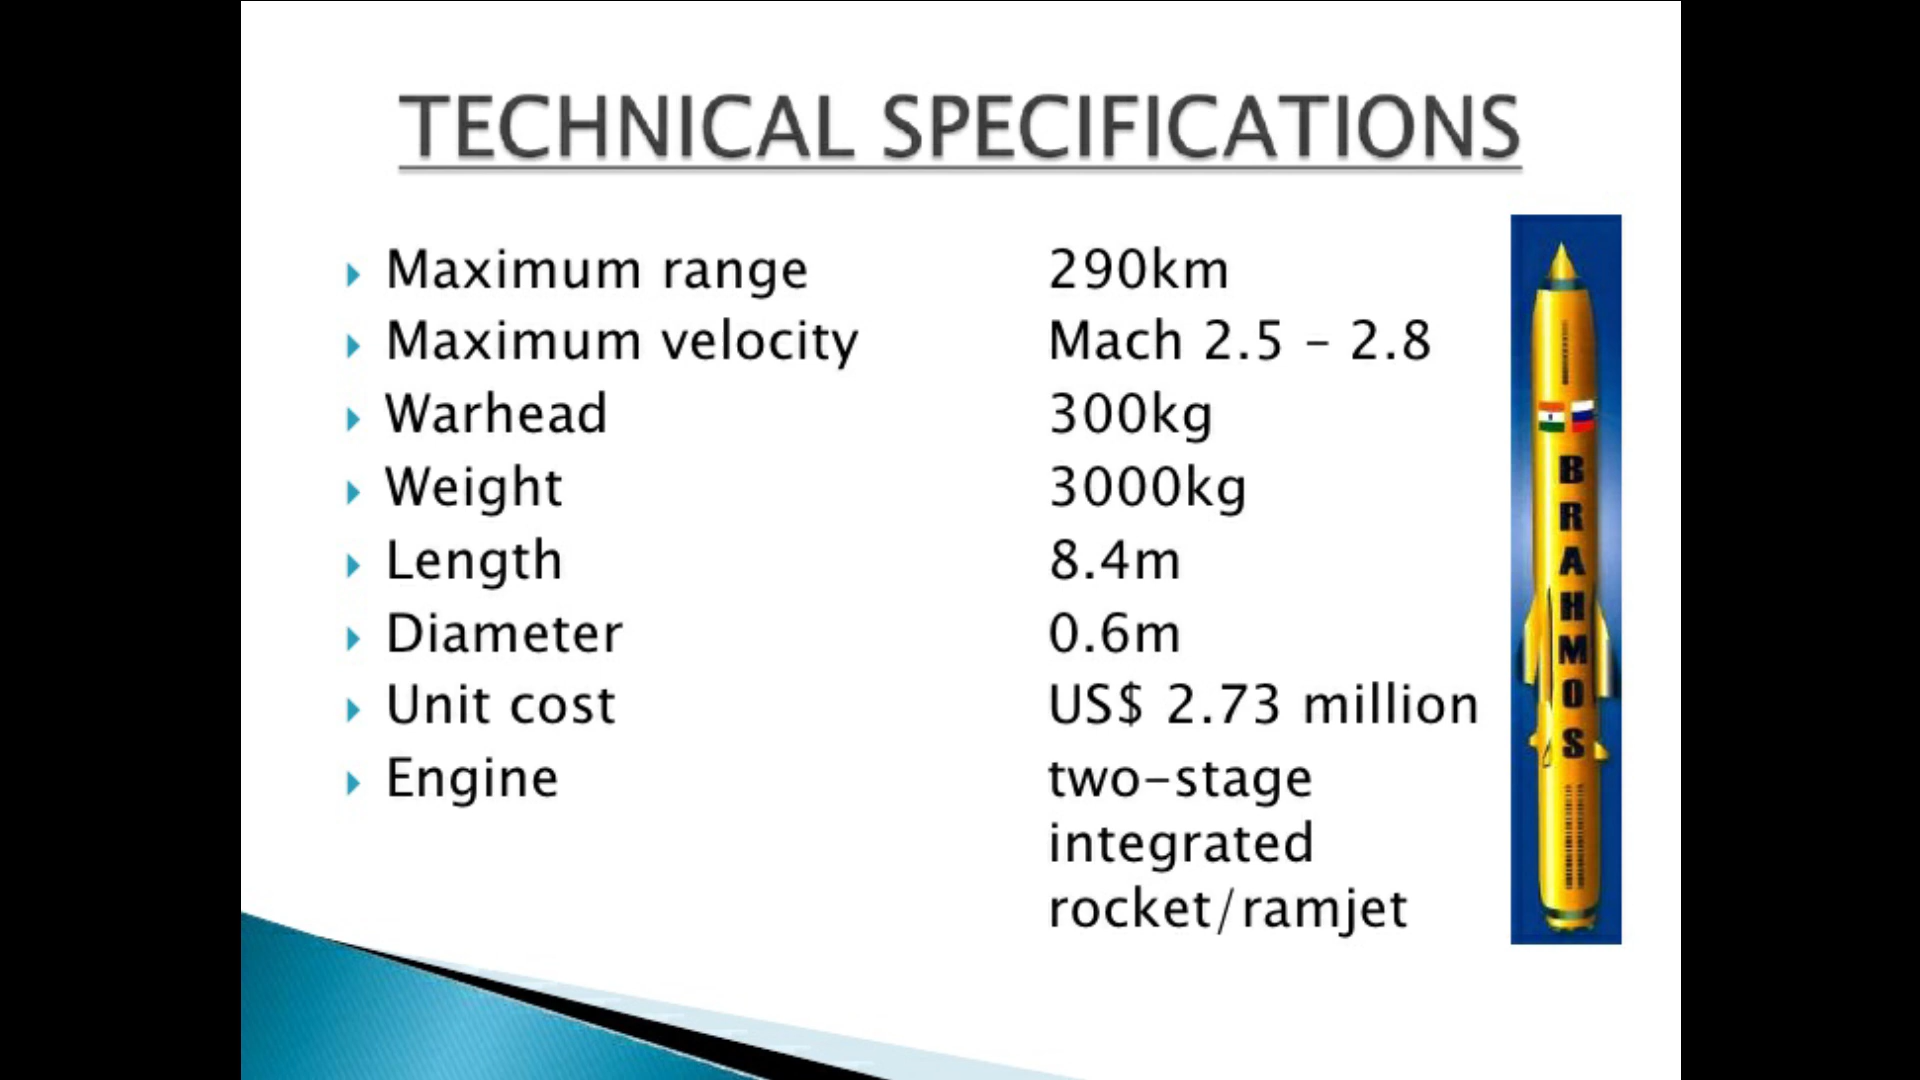 TECHNICAL SPECIFICATIONS
Maximum range 290km
Maximum velocity Mach 2.5 – 2.8
Warhead 300kg
Weight 3000kg
Length 8.4m
Diameter 0.6m
Unit cost US$ 2.73 million
Engine two-stage
integrated
rocket/ramjet
BRAHMOS